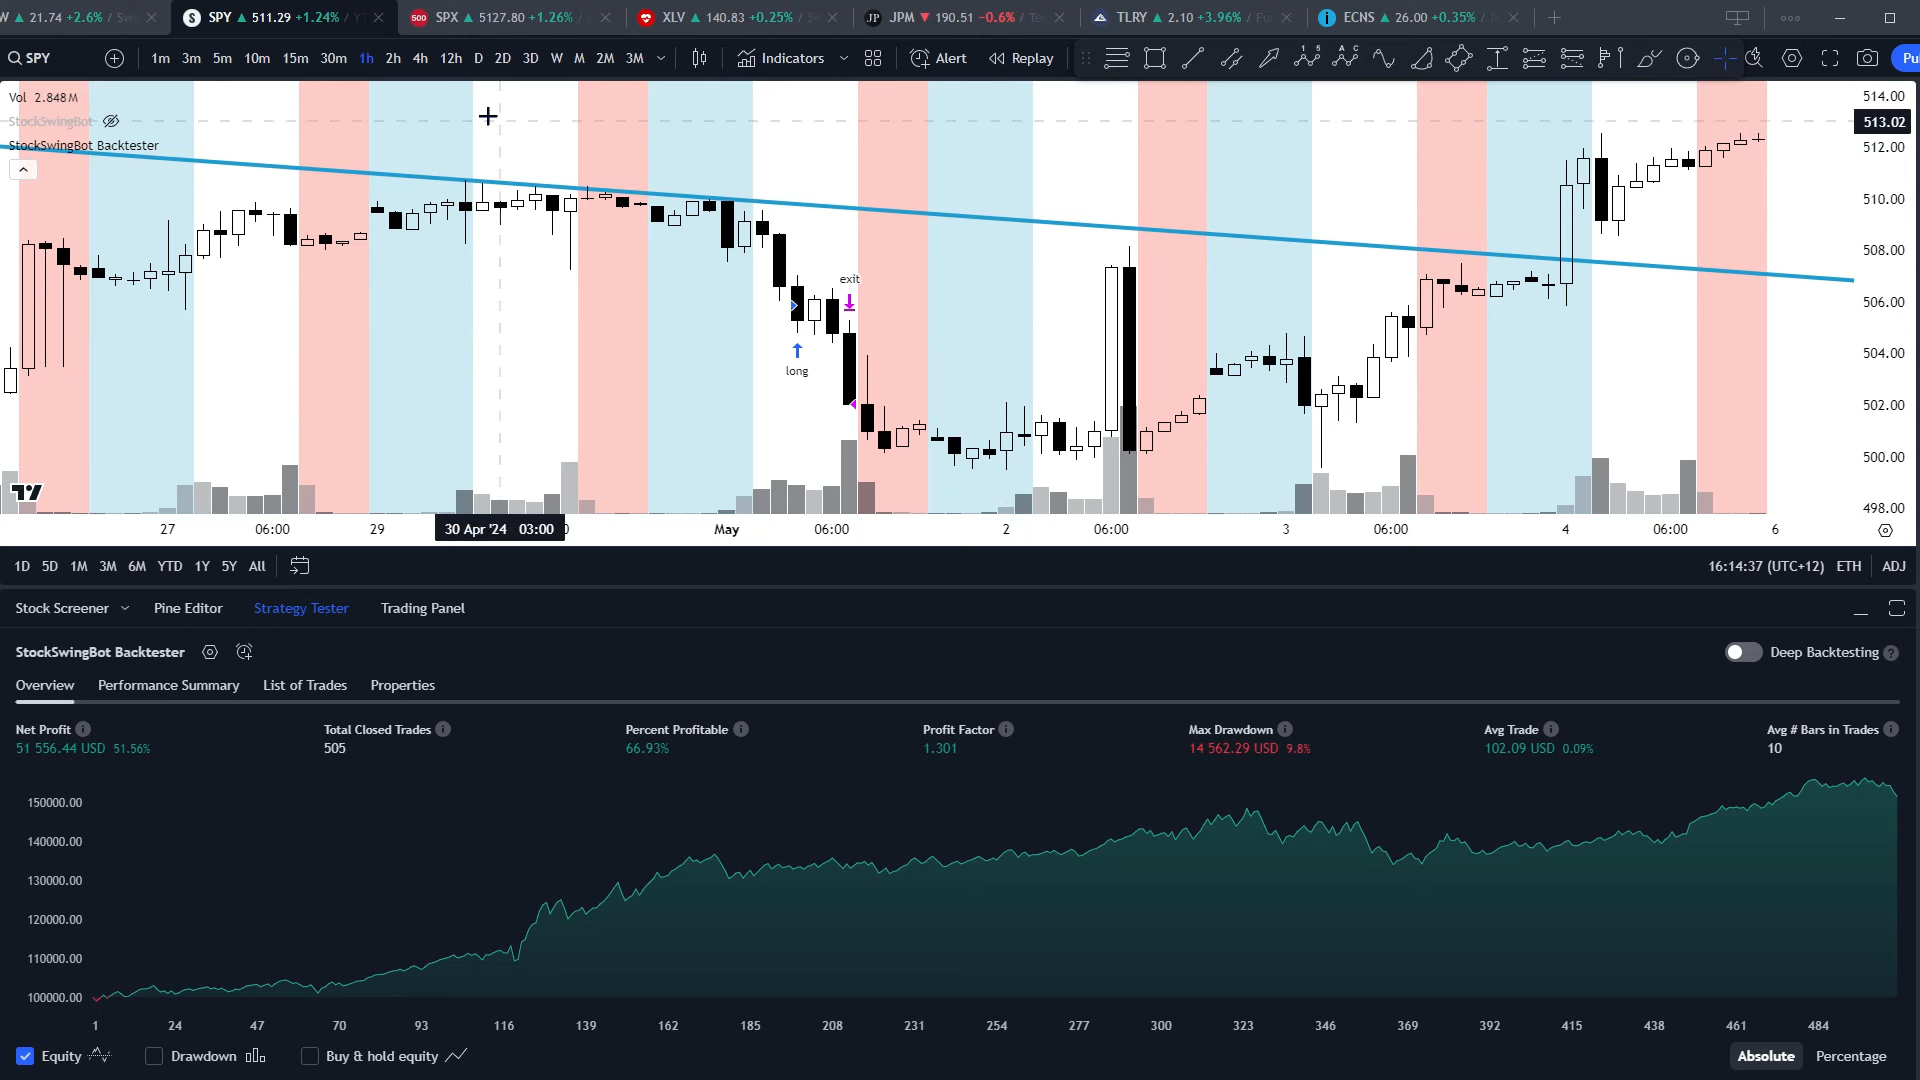 W ▲ 21.74 +2.6% / Sw
S SPY ▲ 511.29 +1.24% / YT
500 SPX ▲ 5127.80 +1.26% /
XLV ▲ 140.83 +0.25% / S
JP JPM ▼ 190.51 −0.6% / Te
TLRY ▲ 2.10 +3.96% / Fu
i ECNS ▲ 26.00 +0.35% /
SPY
1m 3m 5m 10m 15m 30m 1h 2h 4h 12h D 2D 3D W M 2M 3M
Indicators
Alert
Replay
Pu
Vol 2.848M
StockSwingBot
StockSwingBot Backtester
exit
long
514.00
513.02
512.00
510.00
508.00
506.00
504.00
502.00
500.00
498.00
27 06:00 29 30 Apr '24 03:00 May 06:00 2 06:00 3 06:00 4 06:00 6
1D 5D 1M 3M 6M YTD 1Y 5Y All
16:14:37 (UTC+12) ETH ADJ
Stock Screener Pine Editor Strategy Tester Trading Panel
StockSwingBot Backtester
Deep Backtesting
Overview Performance Summary List of Trades Properties
Net Profit Total Closed Trades Percent Profitable Profit Factor Max Drawdown Avg Trade Avg # Bars in Trades
51 556.44 USD 51.56% 505 66.93% 1.301 14 562.29 USD 9.8% 102.09 USD 0.09% 10
150000.00
140000.00
130000.00
120000.00
110000.00
100000.00
1 24 47 70 93 116 139 162 185 208 231 254 277 300 323 346 369 392 415 438 461 484
Equity Drawdown Buy & hold equity
Absolute Percentage